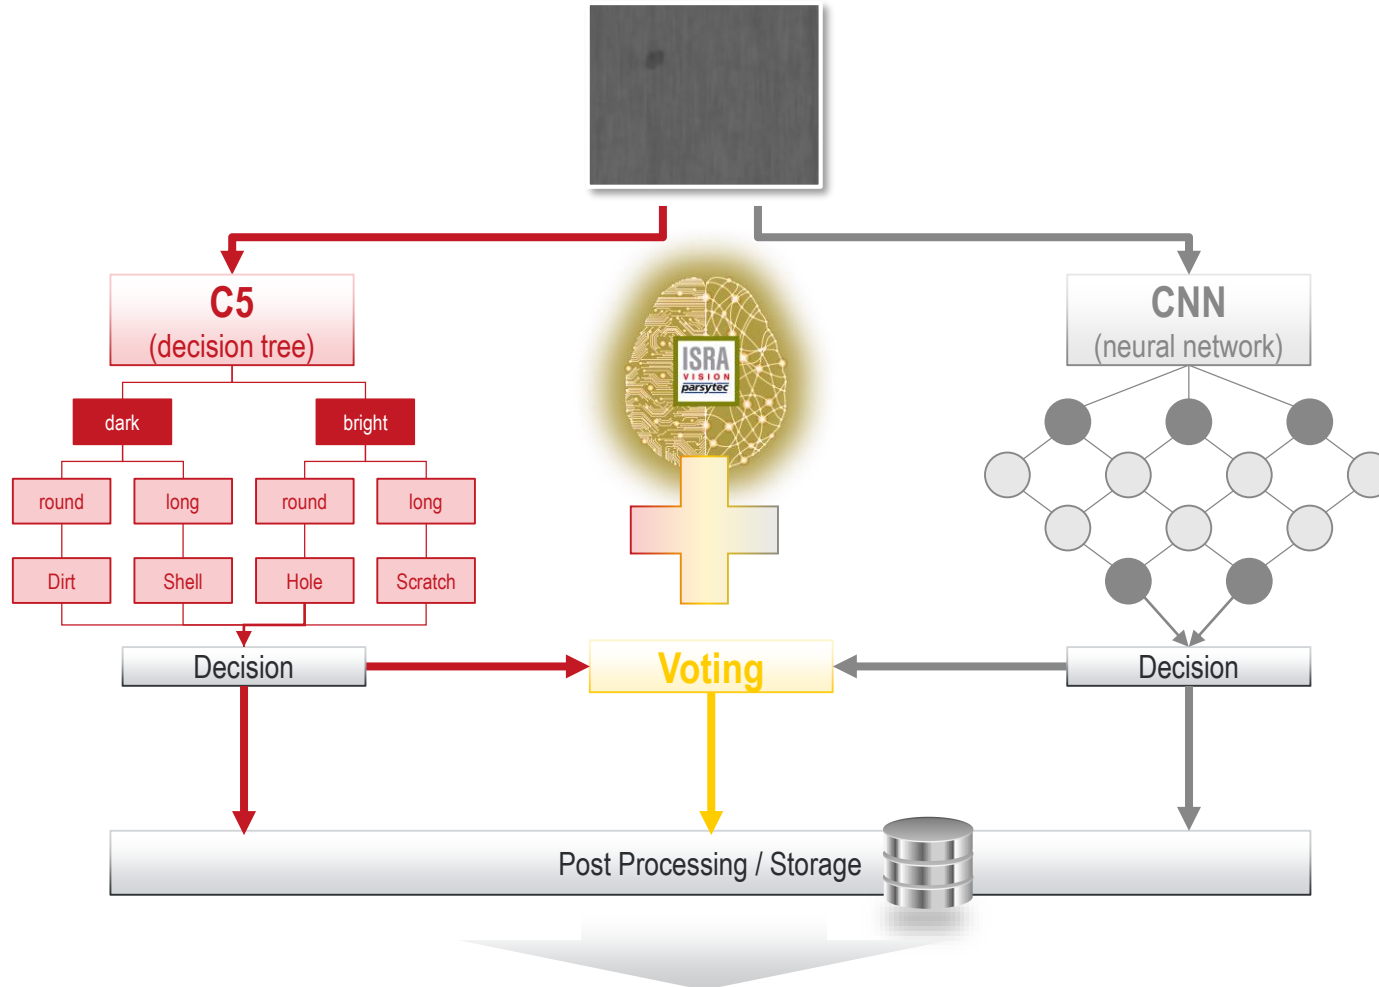 C5
(decision tree)
ISRA
VISION
parsytec
CNN
(neural network)
dark
bright
round
long
round
long
Dirt
Shell
Hole
Scratch
Decision
Voting
Decision
Post Processing / Storage